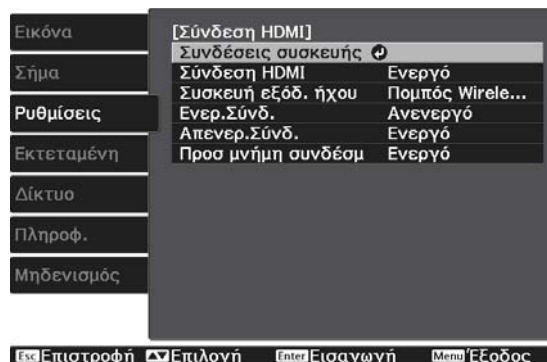 Εικόνα
Σήμα
Ρυθμίσεις
Εκτεταμένη
Δίκτυο
Πληροφ.
Μηδενισμός
[Σύνδεση HDMI]
Συνδέσεις συσκευής
Σύνδεση HDMI Ενεργό
Συσκευή εξόδ. ήχου Πομπός Wirele...
Ενερ.Σύνδ. Ανενεργό
Απενερ.Σύνδ. Ενεργό
Προσ μνήμη συνδέσμ Ενεργό
Esc Επιστροφή Επιλογή Enter Εισαγωγή Menu Έξοδος